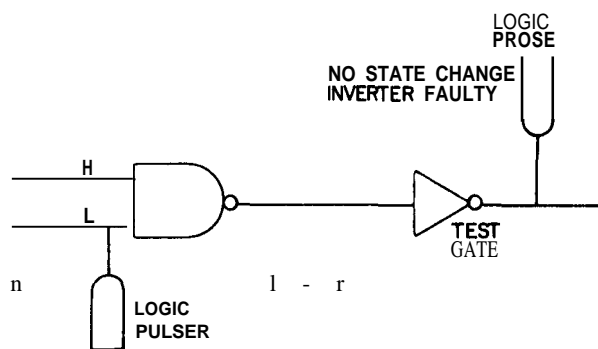 LOGIC
PROSE
NO STATE CHANGE
INVERTER FAULTY
H
L
TEST
GATE
n l - r
LOGIC
PULSER